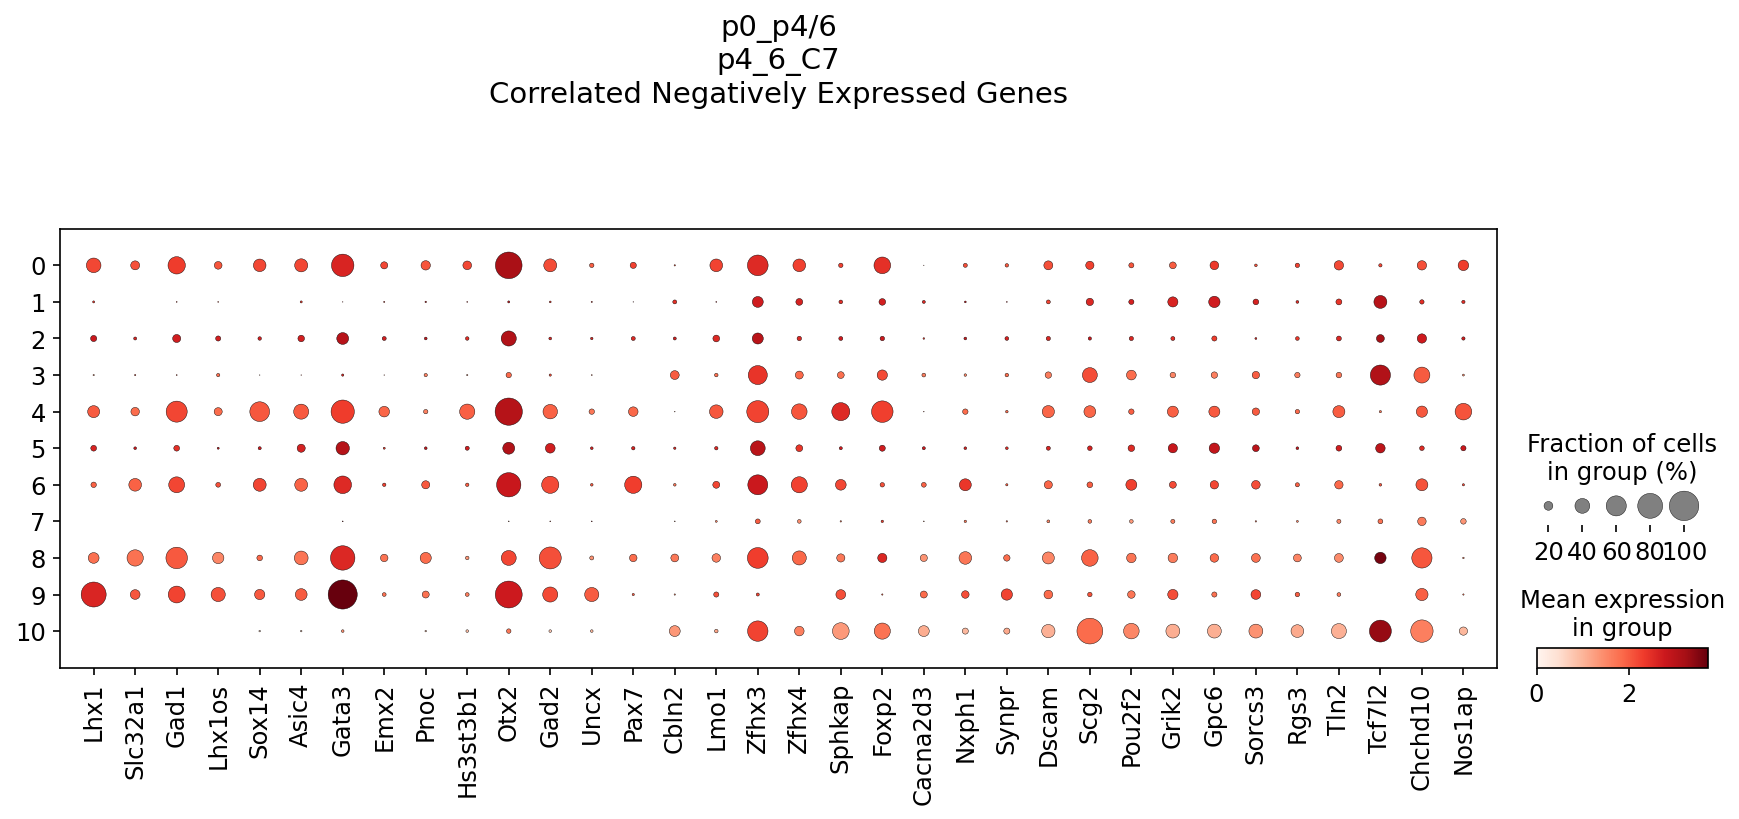 p0_p4/6
p4_6_C7
Correlated Negatively Expressed Genes
0
1
2
3
4
5
6
7
8
9
10
Lhx1
Slc32a1
Gad1
Lhx1os
Sox14
Asic4
Gata3
Emx2
Pnoc
Hs3st3b1
Otx2
Gad2
Uncx
Pax7
Cbln2
Lmo1
Zfhx3
Zfhx4
Sphkap
Foxp2
Cacna2d3
Nxph1
Synpr
Dscam
Scg2
Pou2f2
Grik2
Gpc6
Sorcs3
Rgs3
Tln2
Tcf7l2
Chchd10
Nos1ap
Fraction of cells
in group (%)
20 40 60 80 100
Mean expression
in group
0 2